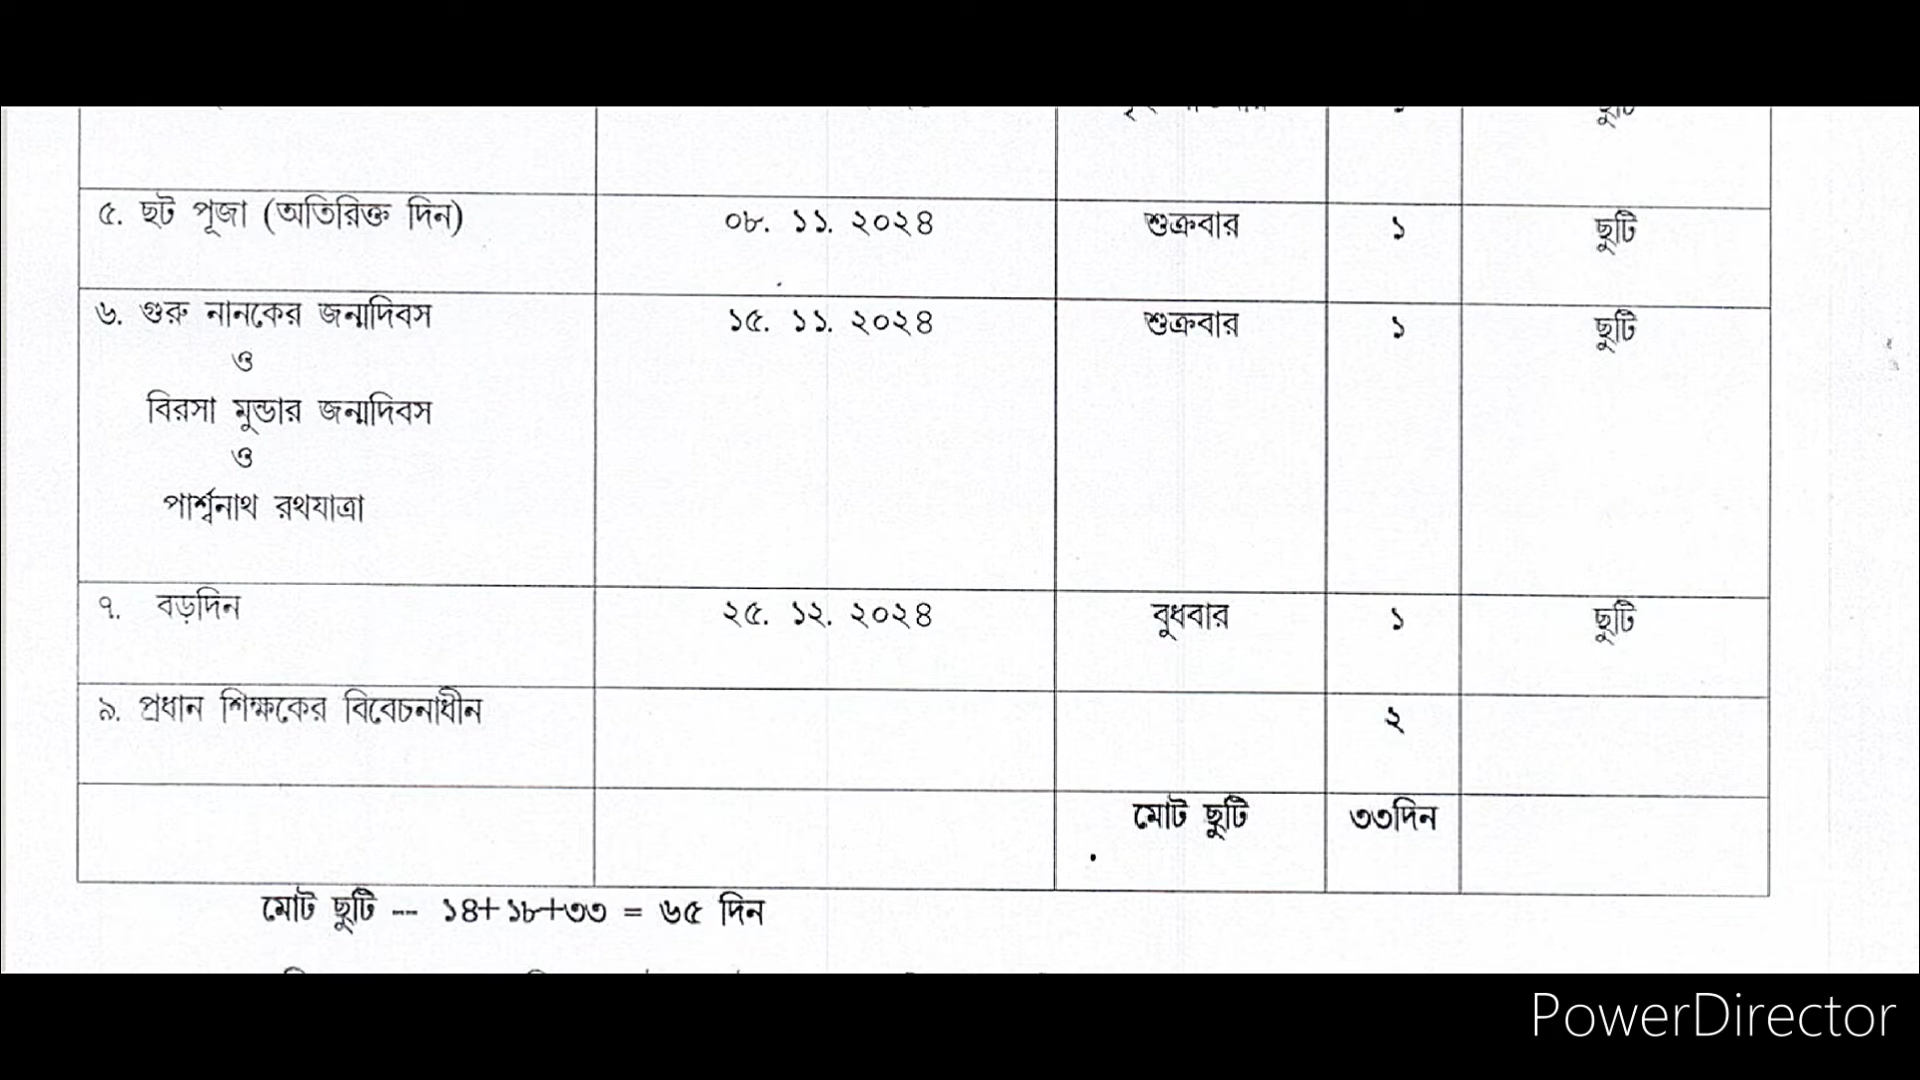 ৫. ছট পূজা (অতিরিক্ত দিন) ০৮. ১১. ২০২৪ শুক্রবার ১ ছুটি
৬. গুরু নানকের জন্মদিবস ১৫. ১১. ২০২৪ শুক্রবার ১ ছুটি
ও
বিরসা মুন্ডার জন্মদিবস
ও
পার্শ্বনাথ রথযাত্রা
৭. বড়দিন ২৫. ১২. ২০২৪ বুধবার ১ ছুটি
৯. প্রধান শিক্ষকের বিবেচনাধীন ২
মোট ছুটি ৩৩দিন
মোট ছুটি -- ১৪+১৮+৩৩ = ৬৫ দিন
PowerDirector